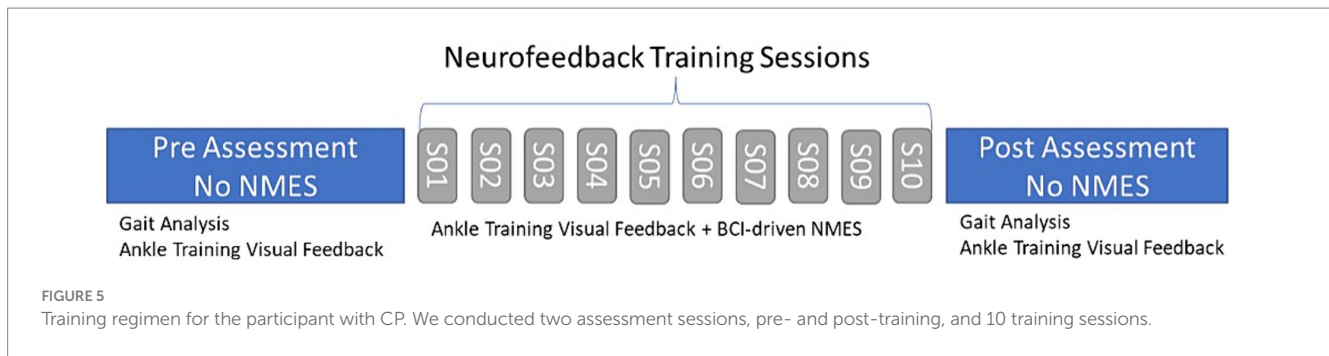 Neurofeedback Training Sessions
Pre Assessment
No NMES
S01
S02
S03
S04
S05
S06
S07
S08
S09
S10
Post Assessment
No NMES
Gait Analysis
Ankle Training Visual Feedback
Ankle Training Visual Feedback + BCI-driven NMES
Gait Analysis
Ankle Training Visual Feedback
FIGURE 5
Training regimen for the participant with CP. We conducted two assessment sessions, pre- and post-training, and 10 training sessions.